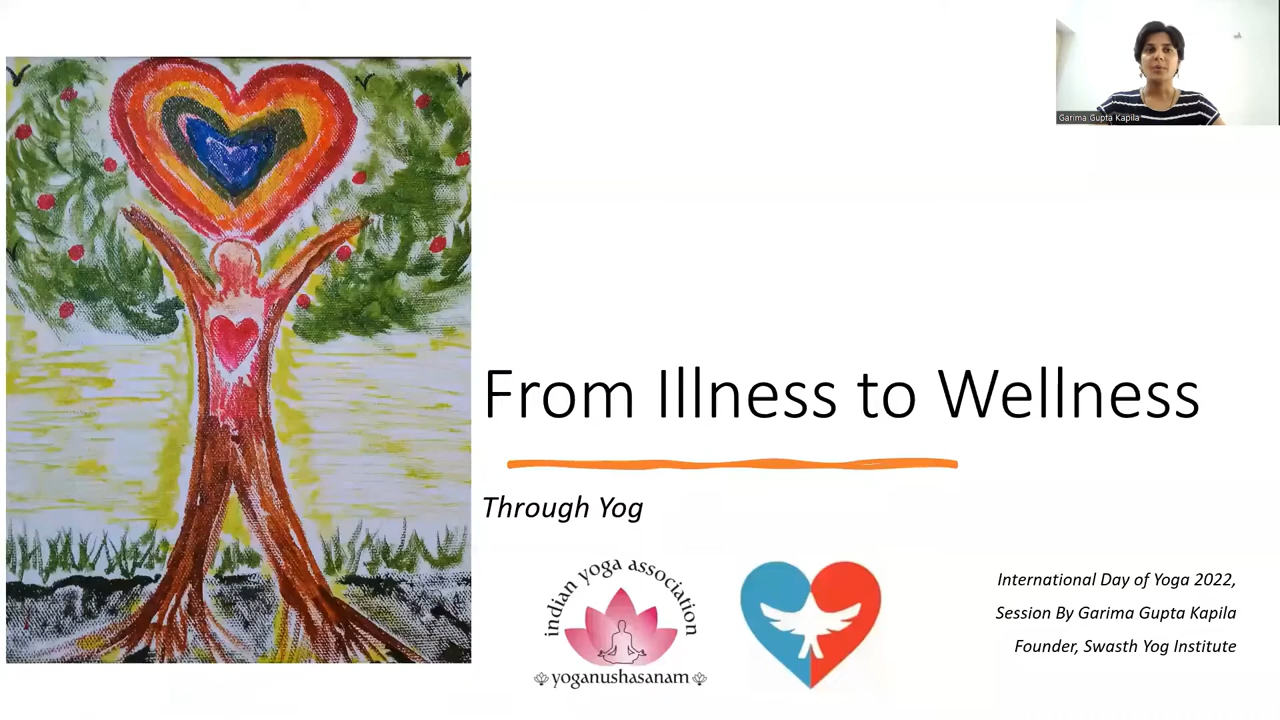 Garima Gupta Kapila
From Illness to Wellness
Through Yog
indian yoga association
yoganushasanam
International Day of Yoga 2022,
Session By Garima Gupta Kapila
Founder, Swasth Yog Institute